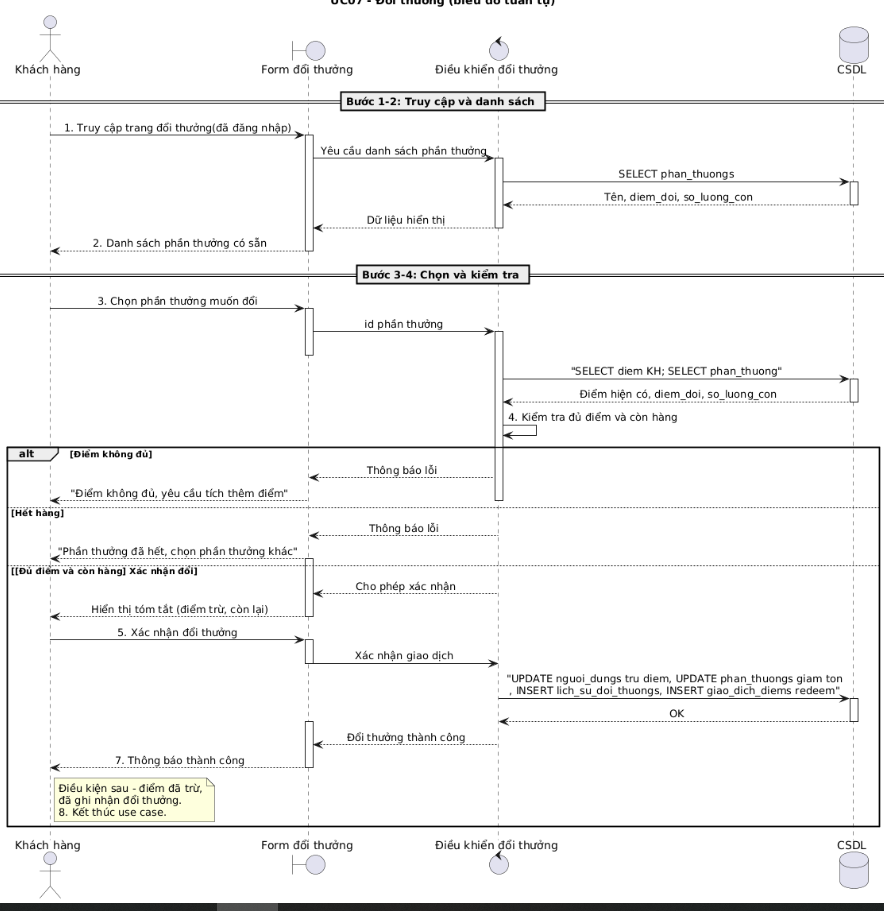 UC07 - Đổi thưởng (biểu đồ tuần tự)
Khách hàng
Form đổi thưởng
Điều khiển đổi thưởng
CSDL
Bước 1-2: Truy cập và danh sách
1. Truy cập trang đổi thưởng(đã đăng nhập)
Yêu cầu danh sách phần thưởng
SELECT phan_thuongs
Tên, diem_doi, so_luong_con
Dữ liệu hiển thị
2. Danh sách phần thưởng có sẵn
Bước 3-4: Chọn và kiểm tra
3. Chọn phần thưởng muốn đổi
id phần thưởng
"SELECT diem KH; SELECT phan_thuong"
Điểm hiện có, diem_doi, so_luong_con
4. Kiểm tra đủ điểm và còn hàng
alt
[Điểm không đủ]
Thông báo lỗi
"Điểm không đủ, yêu cầu tích thêm điểm"
[Hết hàng]
Thông báo lỗi
"Phần thưởng đã hết, chọn phần thưởng khác"
[[Đủ điểm và còn hàng] Xác nhận đổi]
Cho phép xác nhận
Hiển thị tóm tắt (điểm trừ, còn lại)
5. Xác nhận đổi thưởng
Xác nhận giao dịch
"UPDATE nguoi_dungs tru diem, UPDATE phan_thuongs giam ton
, INSERT lich_su_doi_thuongs, INSERT giao_dich_diems redeem"
OK
Đổi thưởng thành công
7. Thông báo thành công
Điều kiện sau - điểm đã trừ,
đã ghi nhận đổi thưởng.
8. Kết thúc use case.
Khách hàng
Form đổi thưởng
Điều khiển đổi thưởng
CSDL